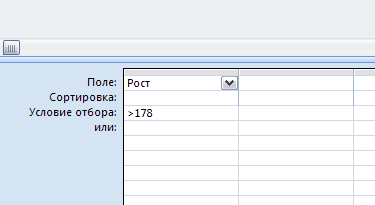 Поле: Рост
Сортировка:
Условие отбора: >178
или: